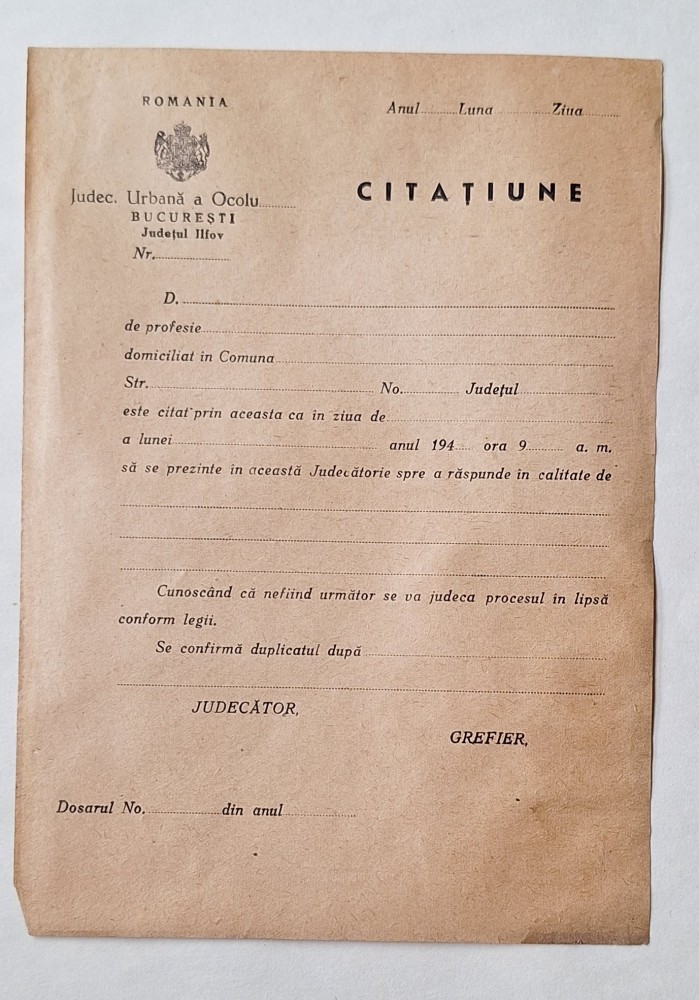 ROMANIA
Anul.........Luna.............Ziua.........
Judec. Urbană a Ocolu.........
CITAȚIUNE
BUCUREȘTI
Județul Ilfov
Nr...................
D. ..............................................................................
de profesie..............................................................................
domiciliat in Comuna..............................................................
Str. .......................................... No. ............ Județul..................
este citat prin aceasta ca în ziua de..............................................
a lunei.......................................... anul 194..... ora 9......... a. m.
să se prezinte in această Judecătorie spre a răspunde în calitate de
..............................................................................
..............................................................................
..............................................................................
Cunoscând că nefiind următor se va judeca procesul în lipsă
conform legii.
Se confirmă duplicatul după ..................................................
..............................................................................
JUDECĂTOR,
GREFIER,
Dosarul No. ................din anul................